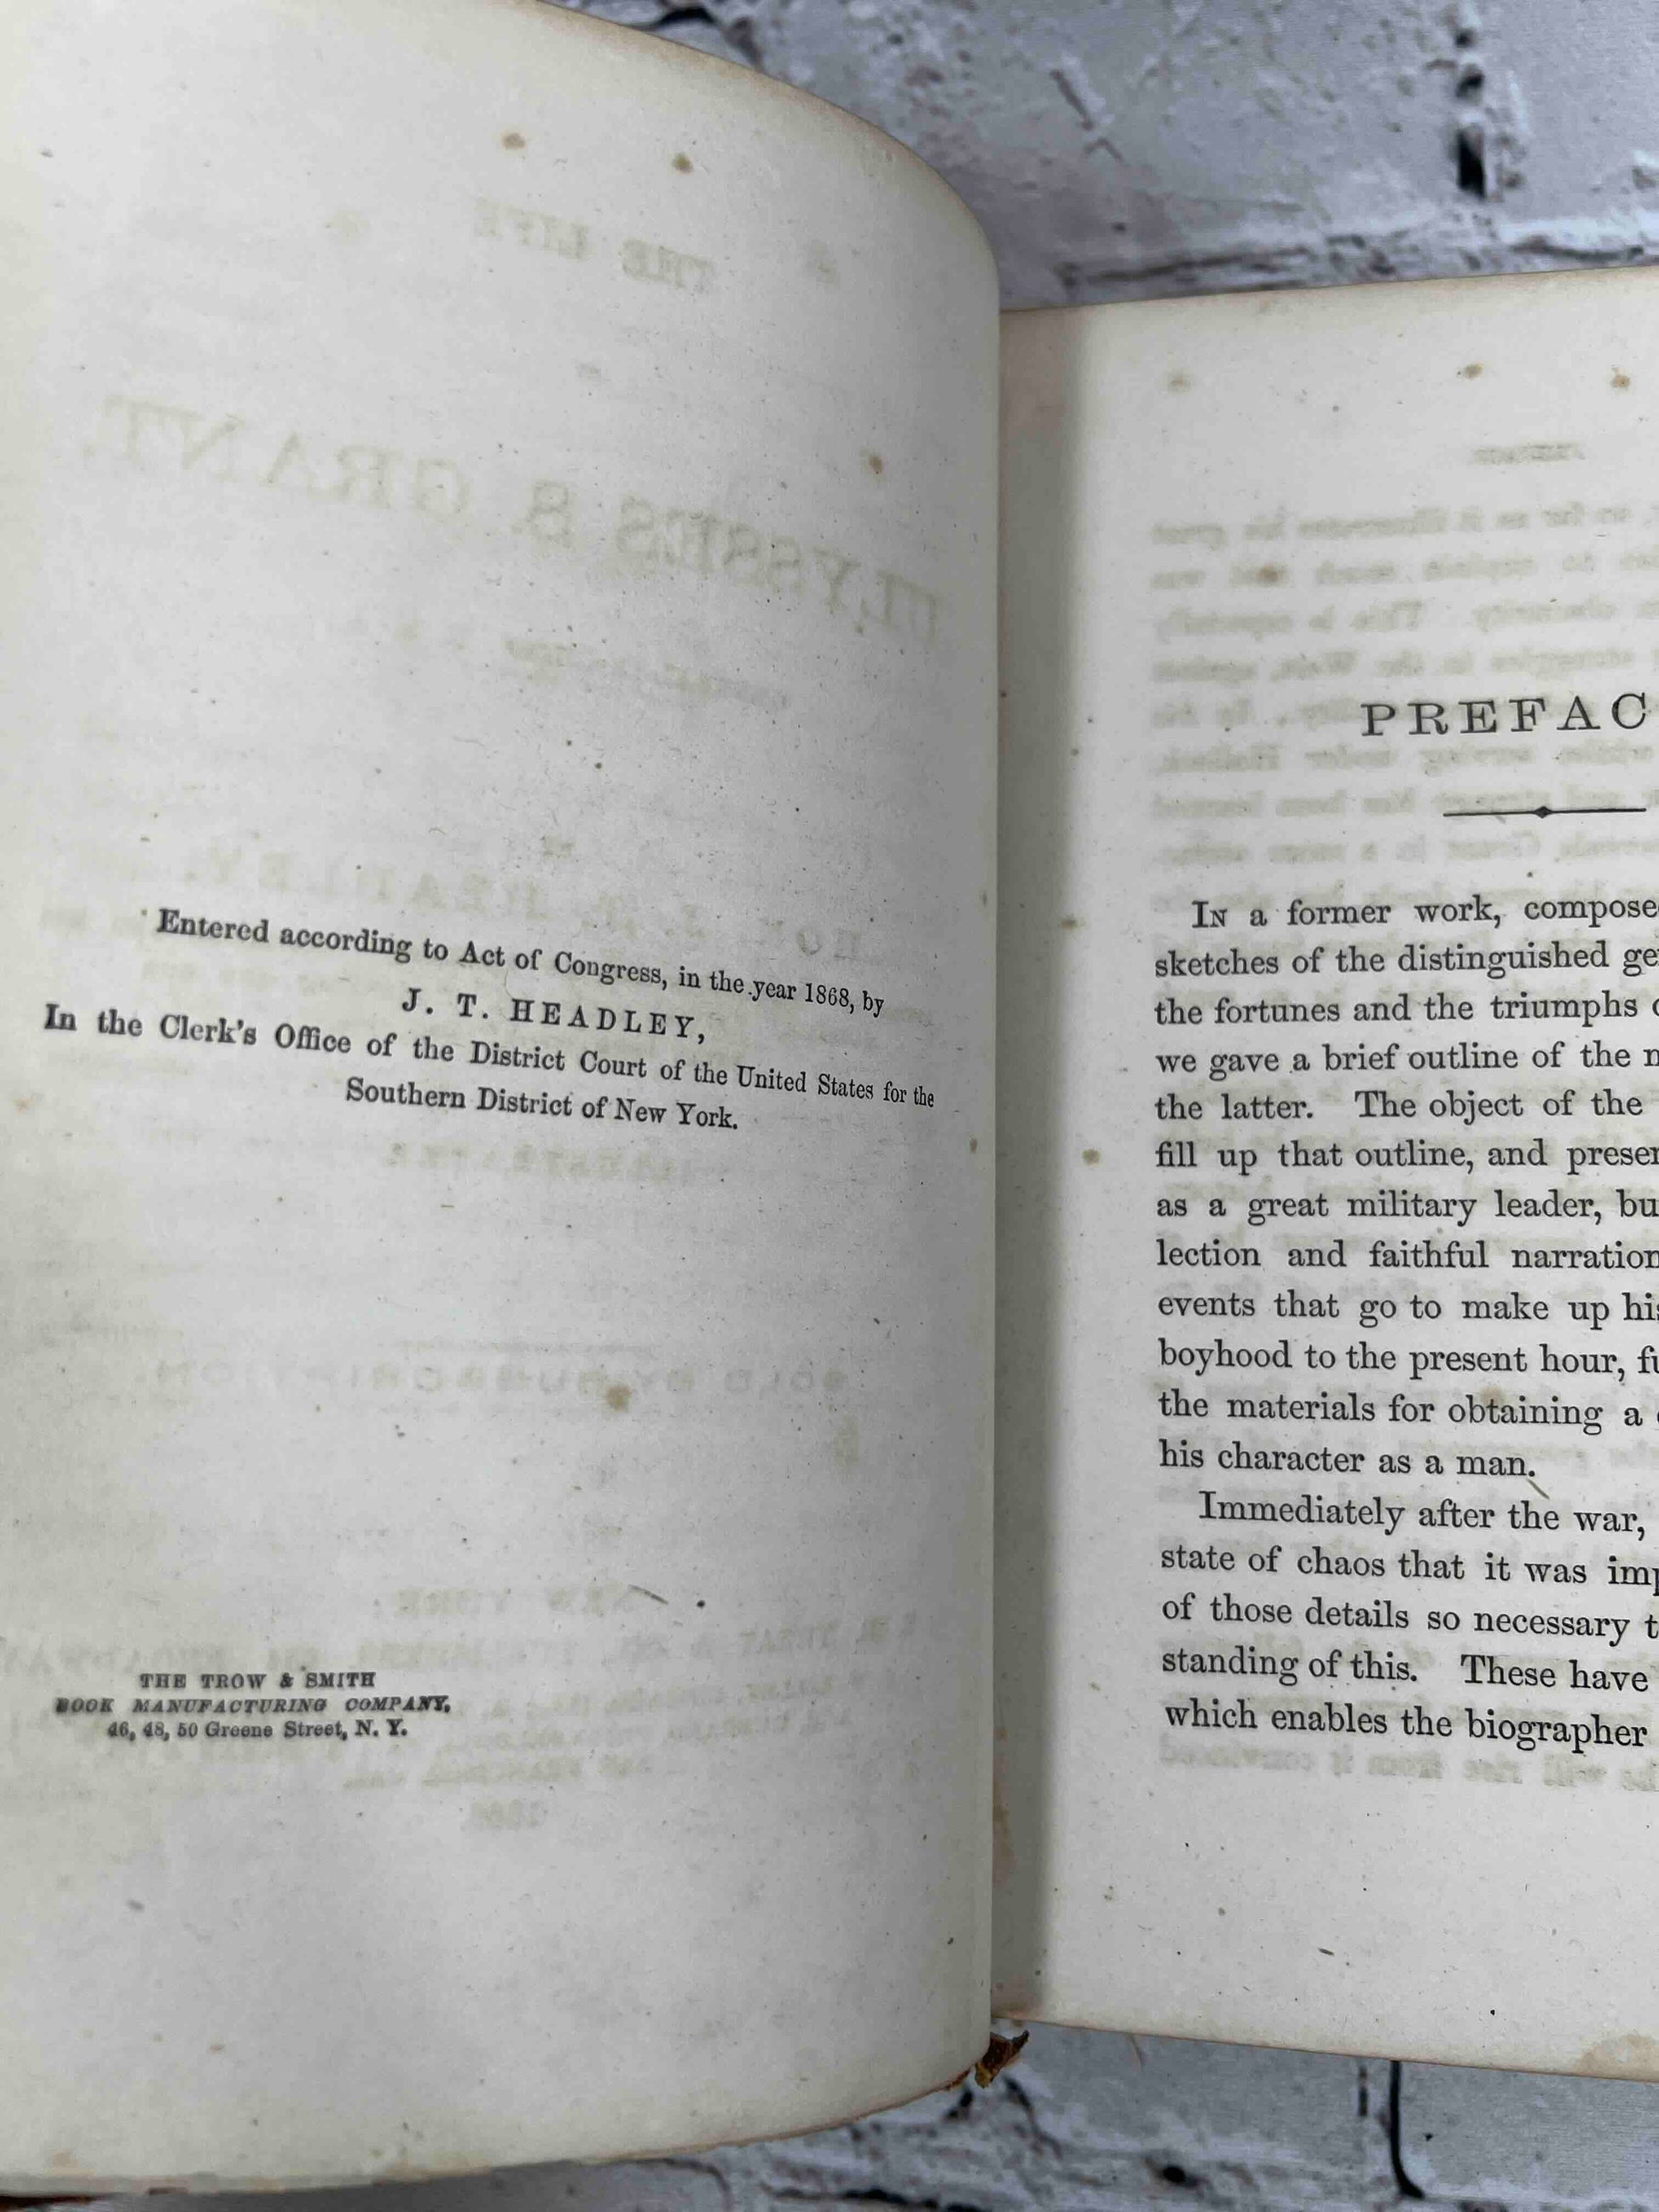 Entered according to Act of Congress, in the year 1868, by
J. T. HEADLEY,
In the Clerk's Office of the District Court of the United States for the
Southern District of New York.
THE TROW & SMITH
BOOK MANUFACTURING COMPANY,
46, 48, 50 Greene Street, N. Y.
PREFAC
In a former work, compose
sketches of the distinguished ge
the fortunes and the triumphs
we gave a brief outline of the
the latter. The object of the
fill up that outline, and preser
as a great military leader, bu
lection and faithful narration
events that go to make up his
boyhood to the present hour, fu
the materials for obtaining a
his character as a man.
Immediately after the war,
state of chaos that it was imp
of those details so necessary t
standing of this. These have
which enables the biographer